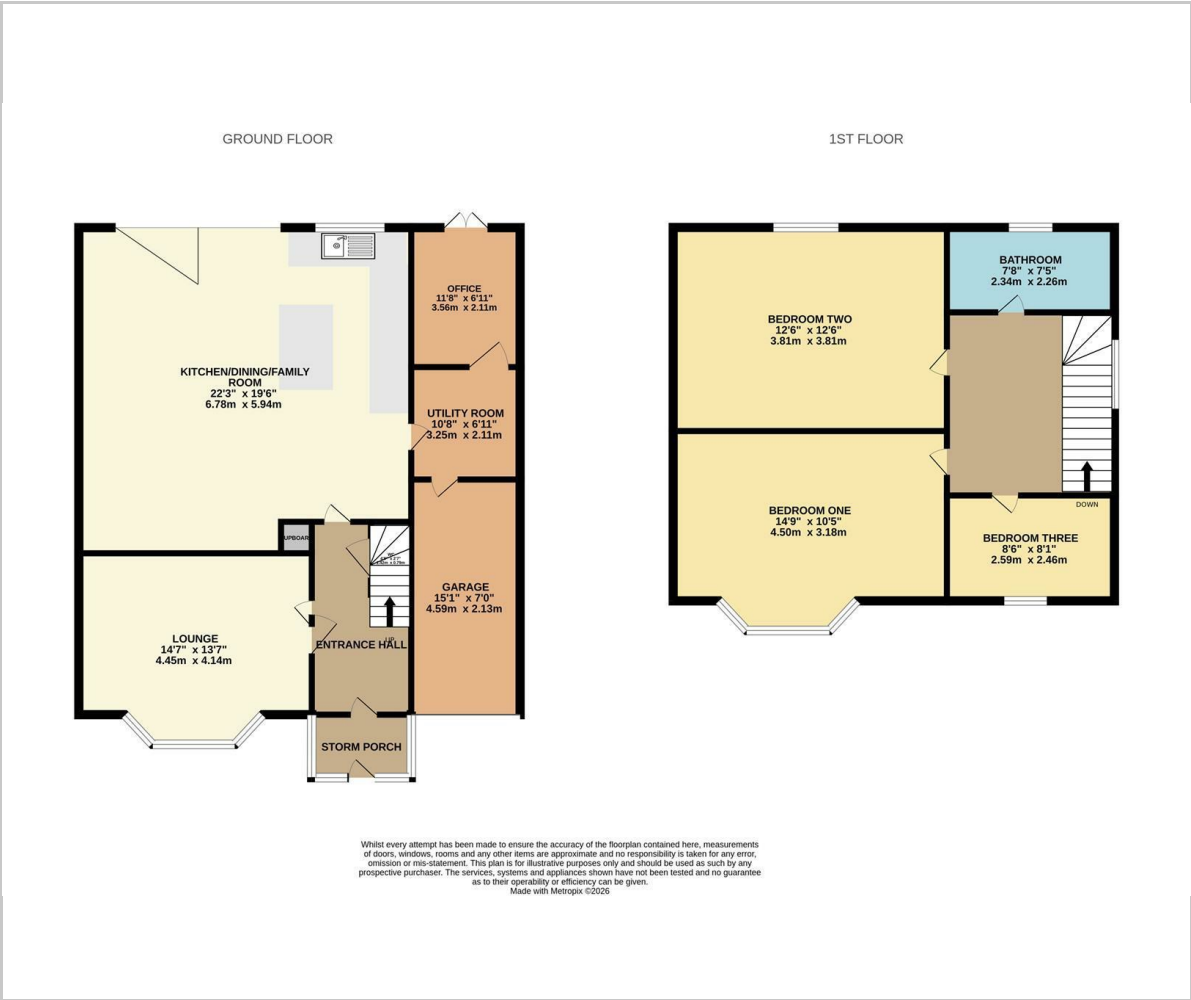 GROUND FLOOR
1ST FLOOR
OFFICE
11'8" x 6'11"
3.56m x 2.11m
KITCHEN/DINING/FAMILY
ROOM
22'3" x 19'6"
6.78m x 5.94m
UTILITY ROOM
10'8" x 6'11"
3.25m x 2.11m
UPBOAR
GARAGE
15'1" x 7'0"
4.59m x 2.13m
LOUNGE
14'7" x 13'7"
4.45m x 4.14m
UP
ENTRANCE HALL
STORM PORCH
BATHROOM
7'8" x 7'5"
2.34m x 2.26m
BEDROOM TWO
12'6" x 12'6"
3.81m x 3.81m
BEDROOM ONE
14'9" x 10'5"
4.50m x 3.18m
DOWN
BEDROOM THREE
8'6" x 8'1"
2.59m x 2.46m
Whilst every attempt has been made to ensure the accuracy of the floorplan contained here, measurements
of doors, windows, rooms and any other items are approximate and no responsibility is taken for any error,
omission or mis-statement. This plan is for illustrative purposes only and should be used as such by any
prospective purchaser. The services, systems and appliances shown have not been tested and no guarantee
as to their operability or efficiency can be given.
Made with Metropix ©2026